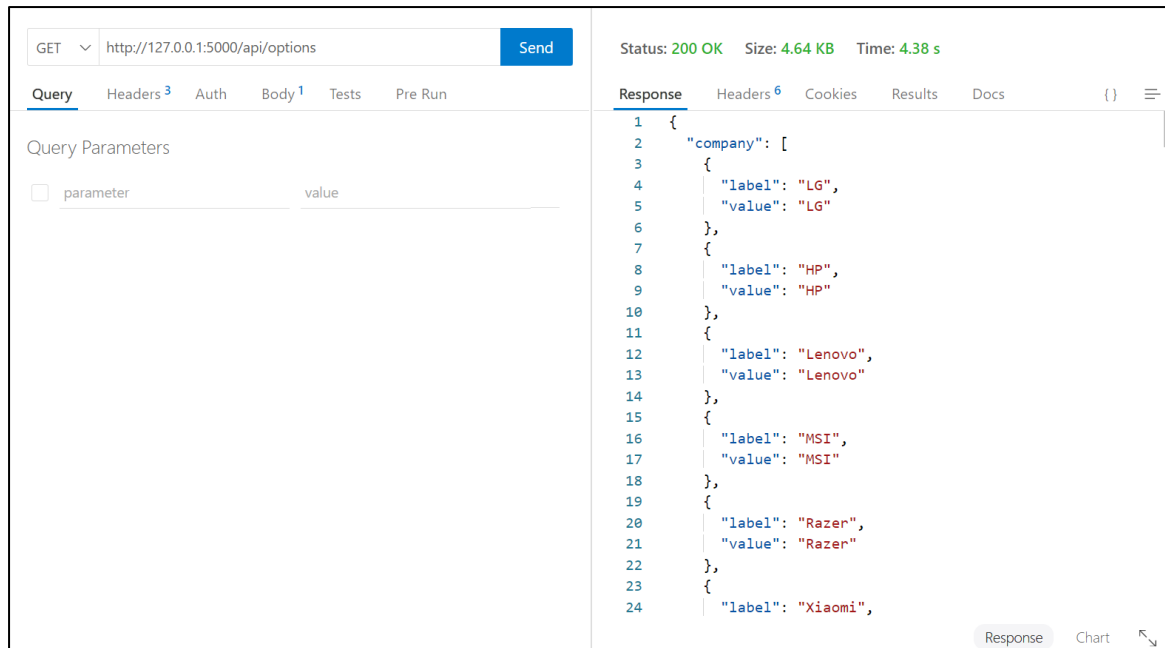 GET http://127.0.0.1:5000/api/options Send
Query Headers 3 Auth Body 1 Tests Pre Run
Query Parameters
parameter value
Status: 200 OK Size: 4.64 KB Time: 4.38 s
Response Headers 6 Cookies Results Docs { }
1 {
2 "company": [
3 {
4 "label": "LG",
5 "value": "LG"
6 },
7 {
8 "label": "HP",
9 "value": "HP"
10 },
11 {
12 "label": "Lenovo",
13 "value": "Lenovo"
14 },
15 {
16 "label": "MSI",
17 "value": "MSI"
18 },
19 {
20 "label": "Razer",
21 "value": "Razer"
22 },
23 {
24 "label": "Xiaomi",
Response Chart